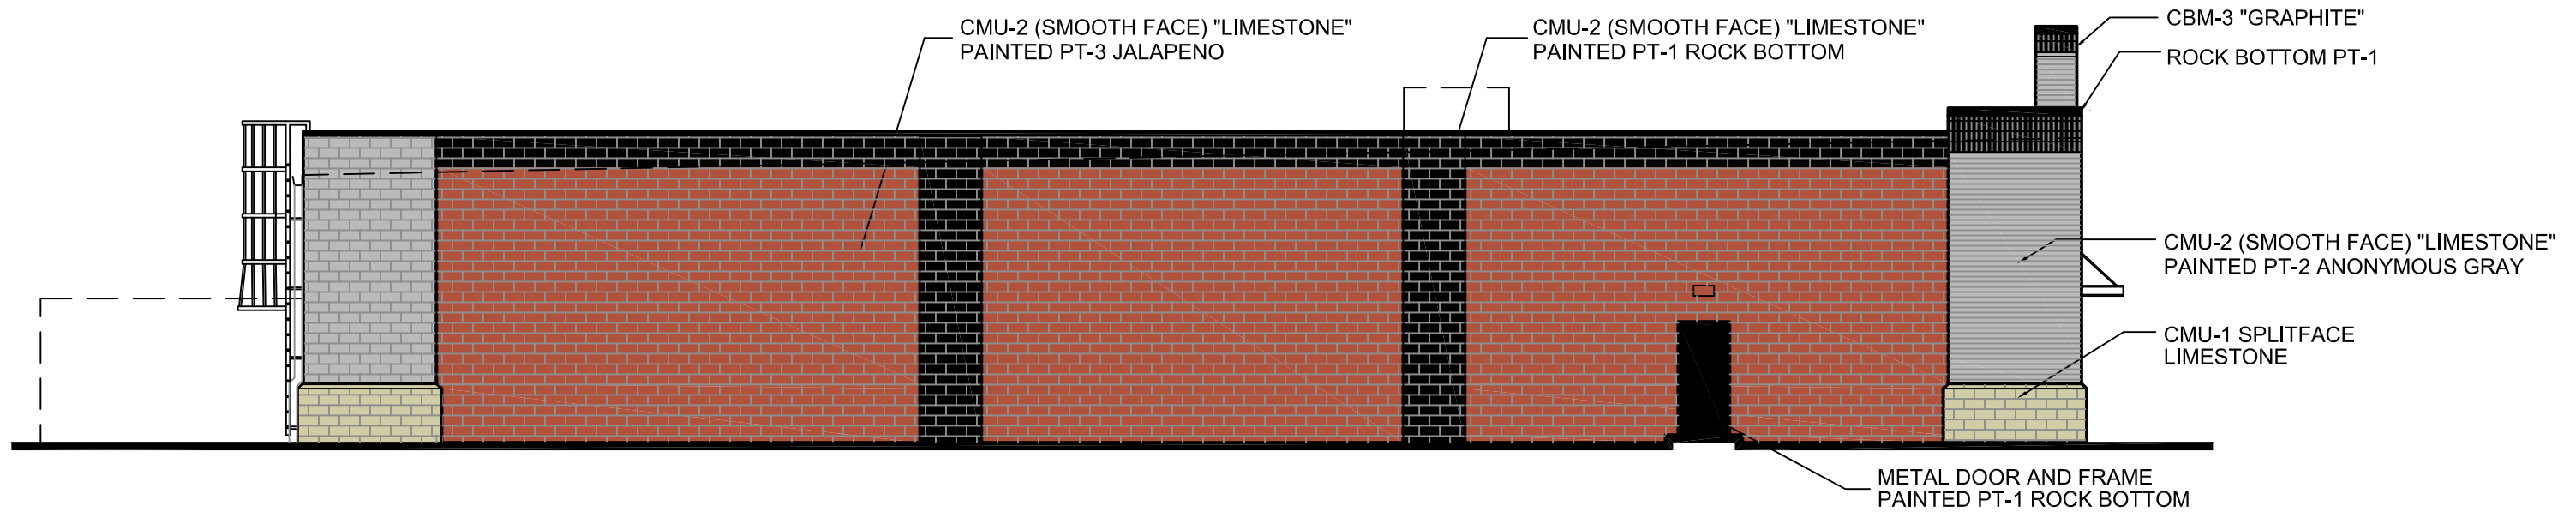 CMU-2 (SMOOTH FACE) "LIMESTONE"
PAINTED PT-3 JALAPENO
CMU-2 (SMOOTH FACE) "LIMESTONE"
PAINTED PT-1 ROCK BOTTOM
CBM-3 "GRAPHITE"
ROCK BOTTOM PT-1
CMU-2 (SMOOTH FACE) "LIMESTONE"
PAINTED PT-2 ANONYMOUS GRAY
CMU-1 SPLITFACE
LIMESTONE
METAL DOOR AND FRAME
PAINTED PT-1 ROCK BOTTOM